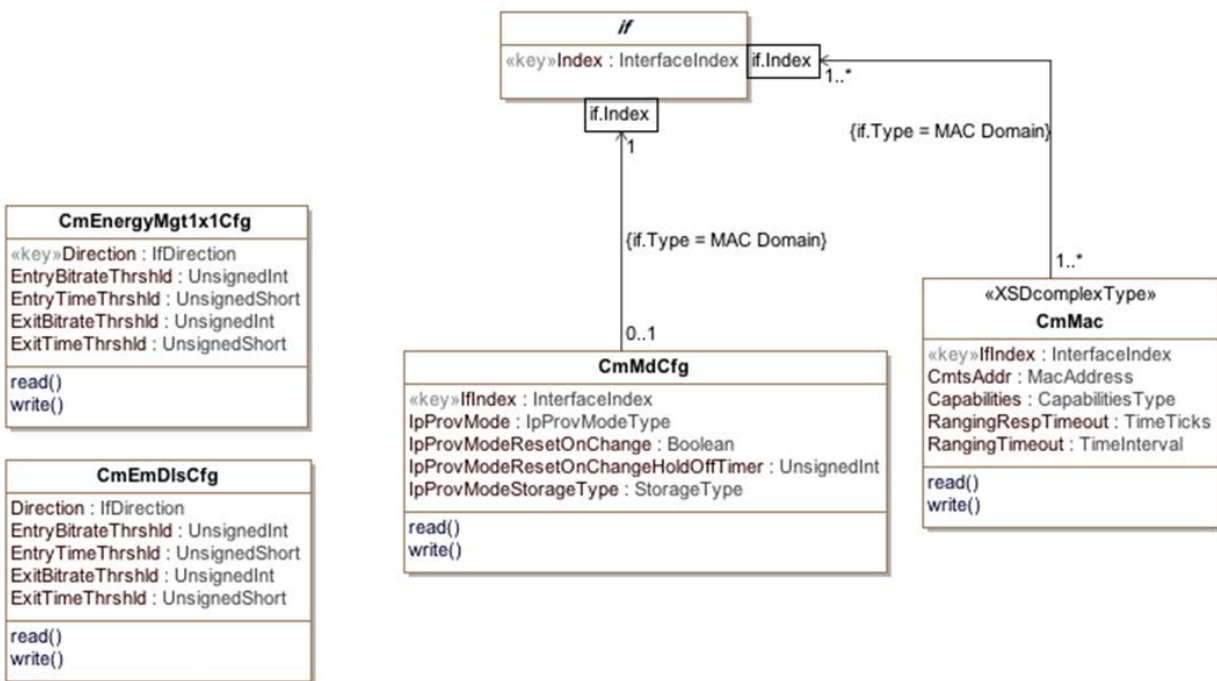 if
«key»Index : InterfaceIndex
if.Index
1..*
if.Index
1
{if.Type = MAC Domain}
{if.Type = MAC Domain}
0..1
1..*
CmEnergyMgt1x1Cfg
«key»Direction : IfDirection
EntryBitrateThrshld : UnsignedInt
EntryTimeThrshld : UnsignedShort
ExitBitrateThrshld : UnsignedInt
ExitTimeThrshld : UnsignedShort
read()
write()
CmEmDlsCfg
Direction : IfDirection
EntryBitrateThrshld : UnsignedInt
EntryTimeThrshld : UnsignedShort
ExitBitrateThrshld : UnsignedInt
ExitTimeThrshld : UnsignedShort
read()
write()
CmMdCfg
«key»IfIndex : InterfaceIndex
IpProvMode : IpProvModeType
IpProvModeResetOnChange : Boolean
IpProvModeResetOnChangeHoldOffTimer : UnsignedInt
IpProvModeStorageType : StorageType
read()
write()
«XSDcomplexType»
CmMac
«key»IfIndex : InterfaceIndex
CmtsAddr : MacAddress
Capabilities : CapabilitiesType
RangingRespTimeout : TimeTicks
RangingTimeout : TimeInterval
read()
write()